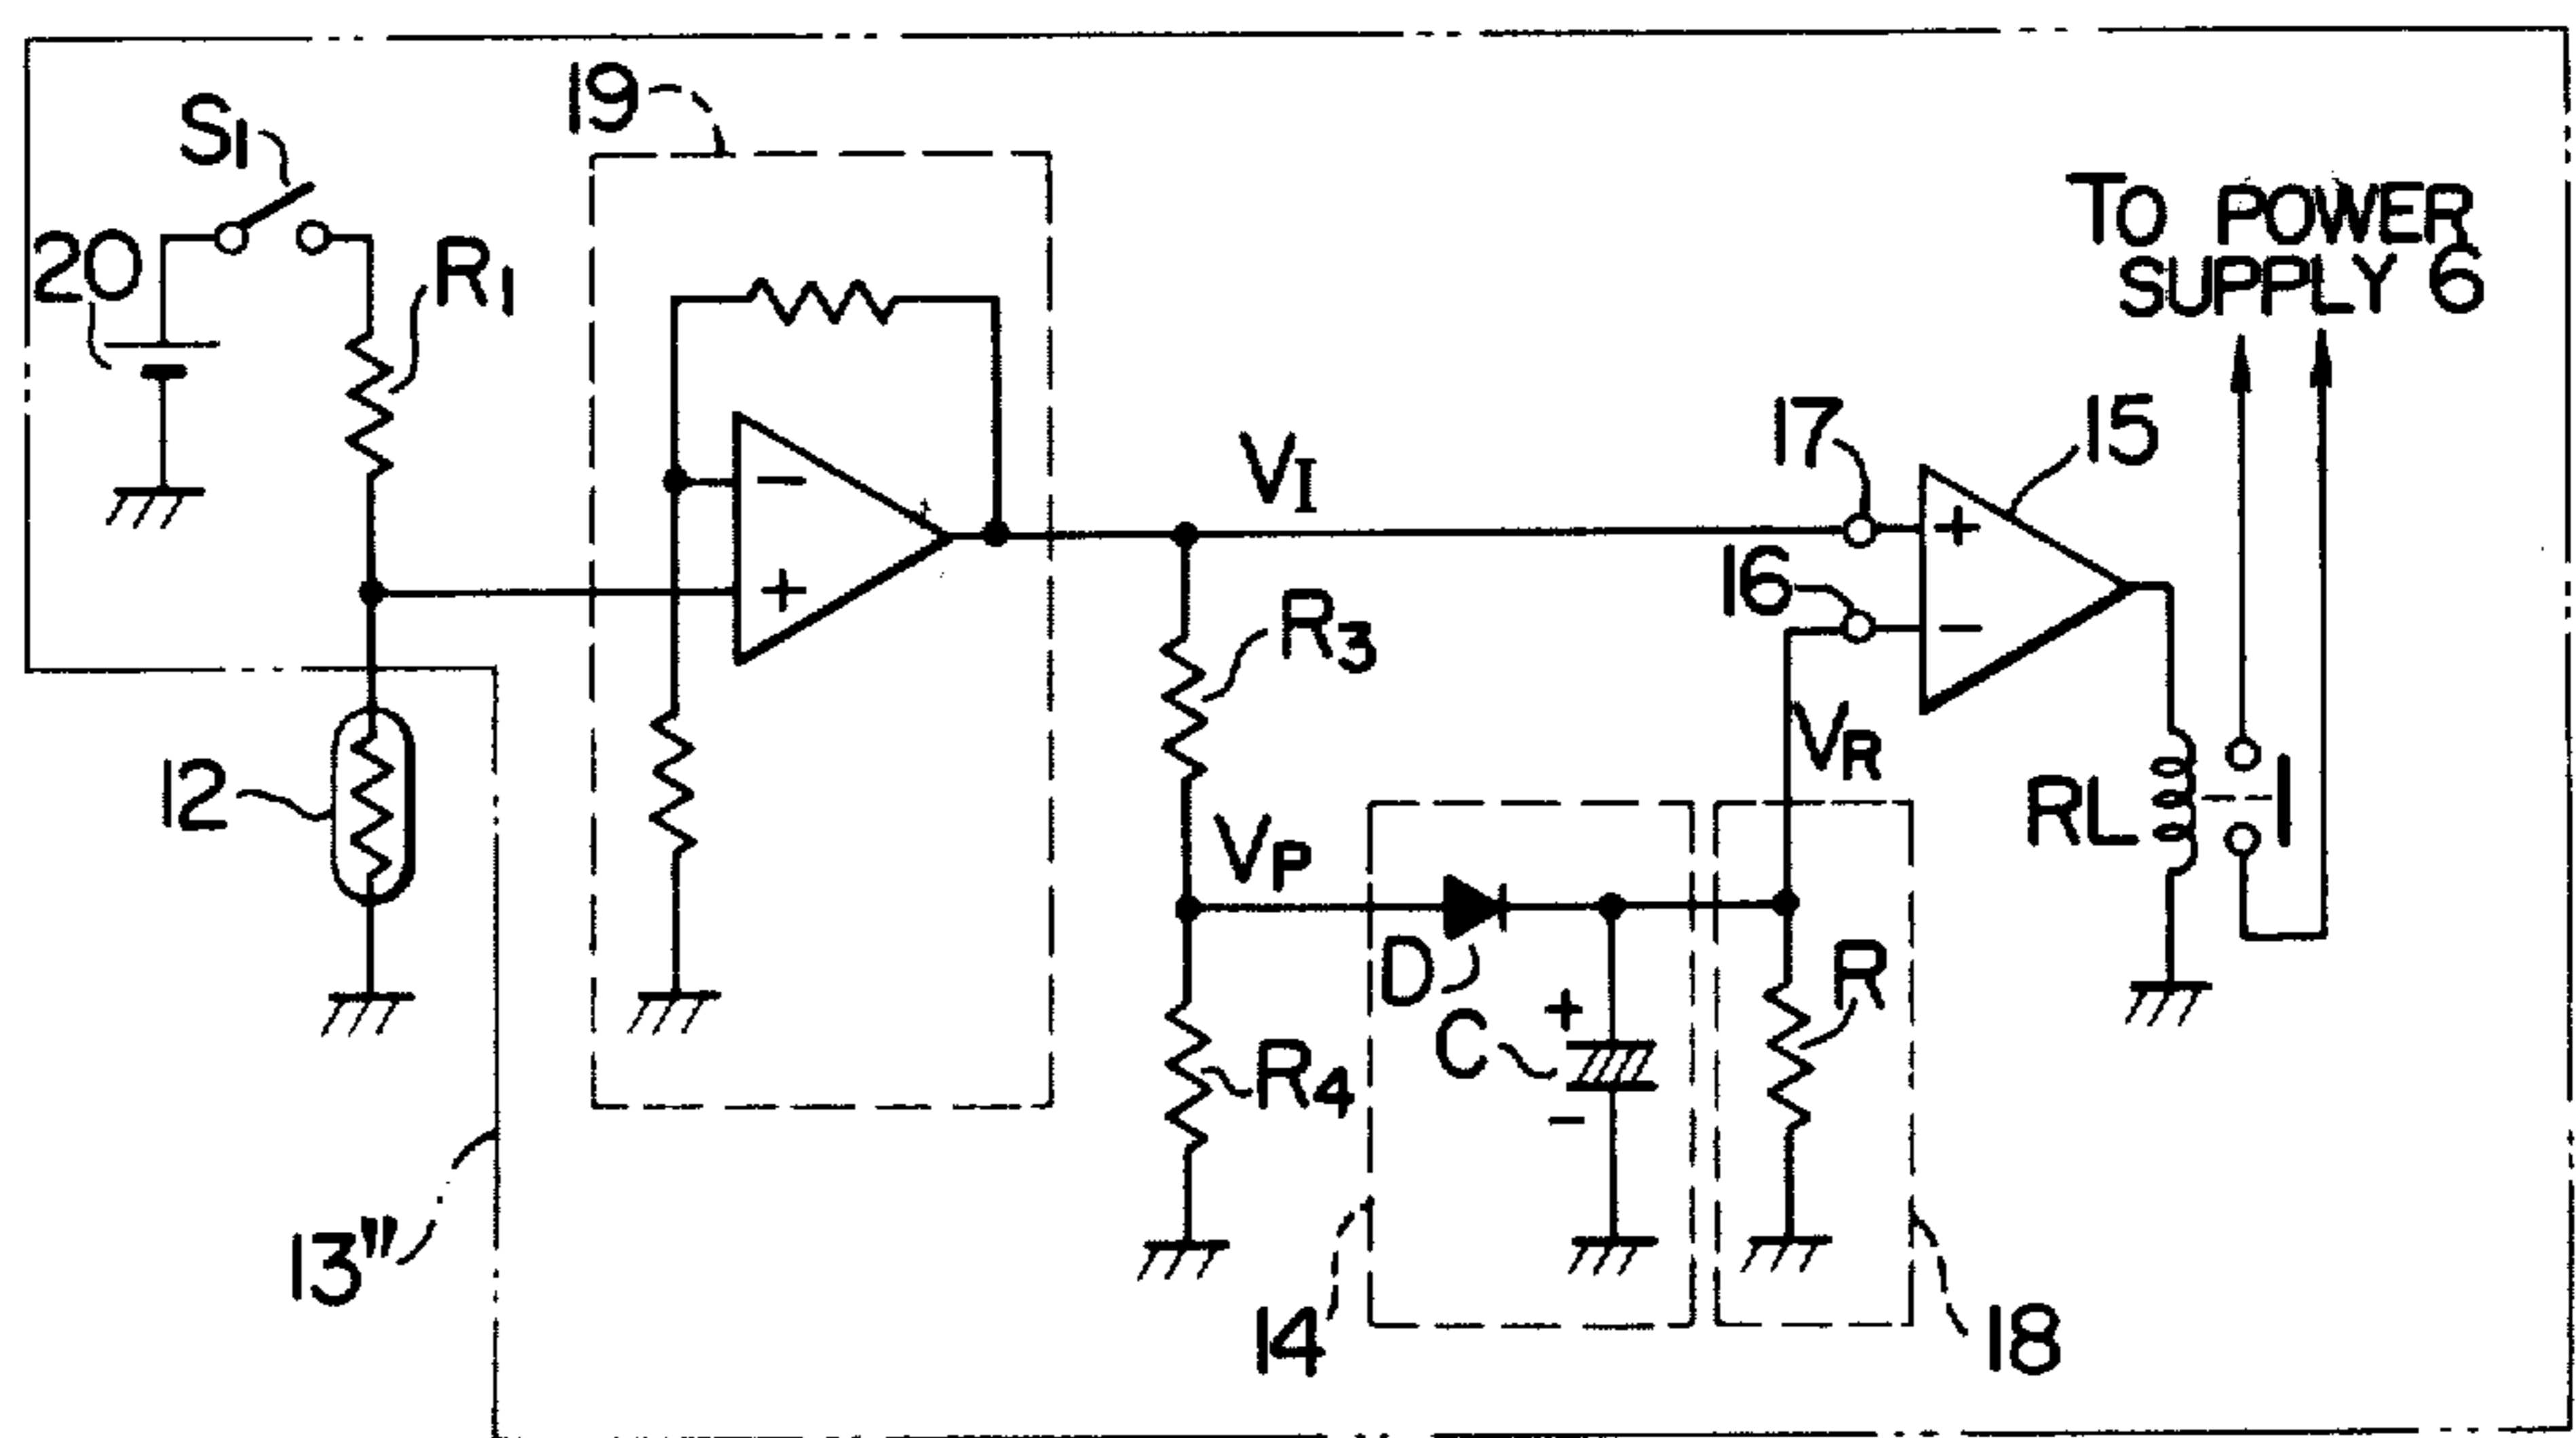 19
S1
20
R1
TO POWER
SUPPLY 6
VI
17
15
16
R3
VR
12
RL
VP
D
R
C
+
−
R4
−
+
+
−
13"
14
18